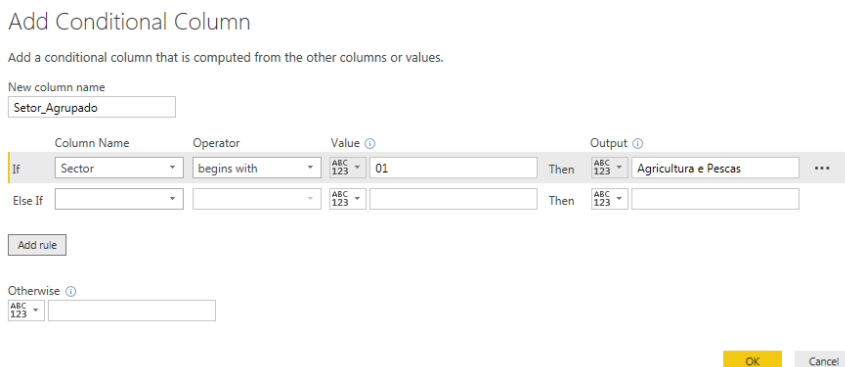 Add Conditional Column
Add a conditional column that is computed from the other columns or values.
New column name
Setor_Agrupado
Column Name Operator Value Output
If Sector begins with ABC 123 01 Then ABC 123 Agricultura e Pescas ...
Else If ABC 123 Then ABC 123
Add rule
Otherwise
ABC 123
OK Cancel